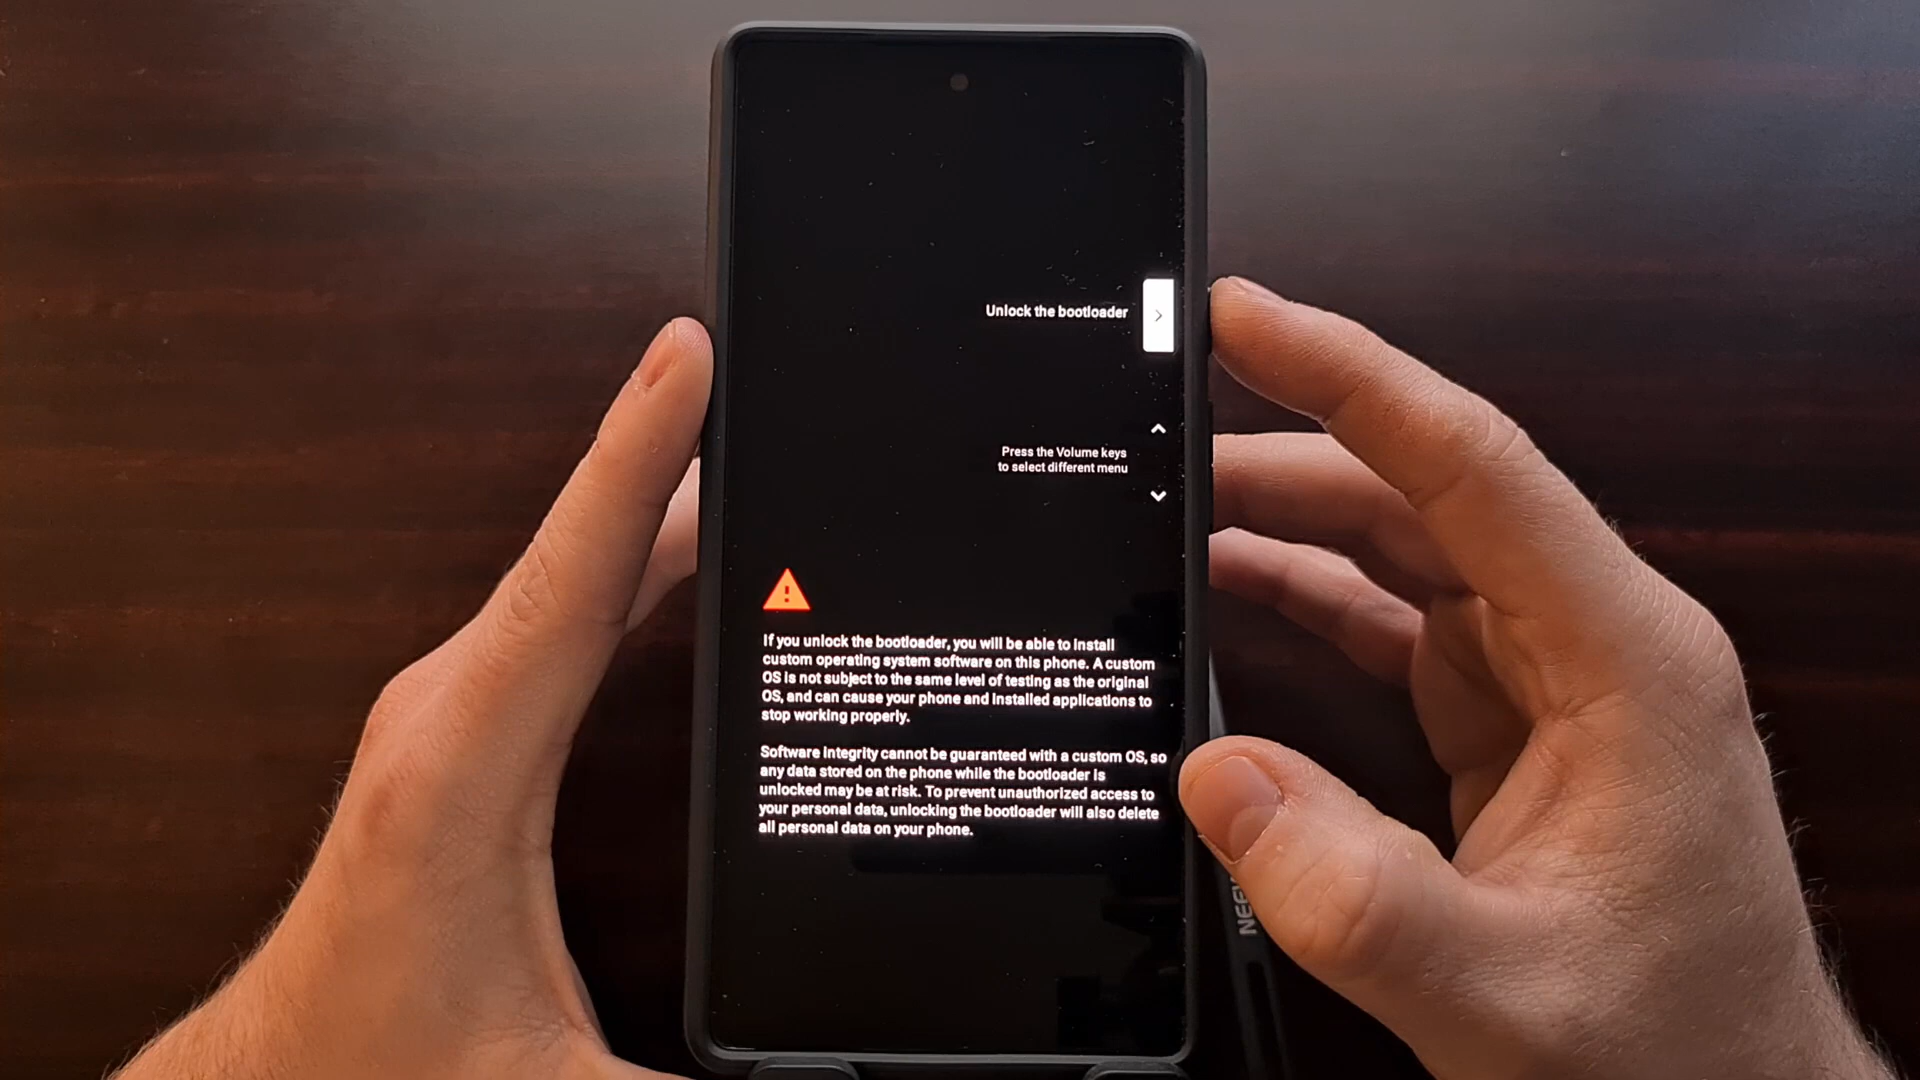 Unlock the bootloader
Press the Volume keys
to select different menu
If you unlock the bootloader, you will be able to install
custom operating system software on this phone. A custom
OS is not subject to the same level of testing as the original
OS, and can cause your phone and installed applications to
stop working properly.
Software integrity cannot be guaranteed with a custom OS, so
any data stored on the phone while the bootloader is
unlocked may be at risk. To prevent unauthorized access to
your personal data, unlocking the bootloader will also delete
all personal data on your phone.